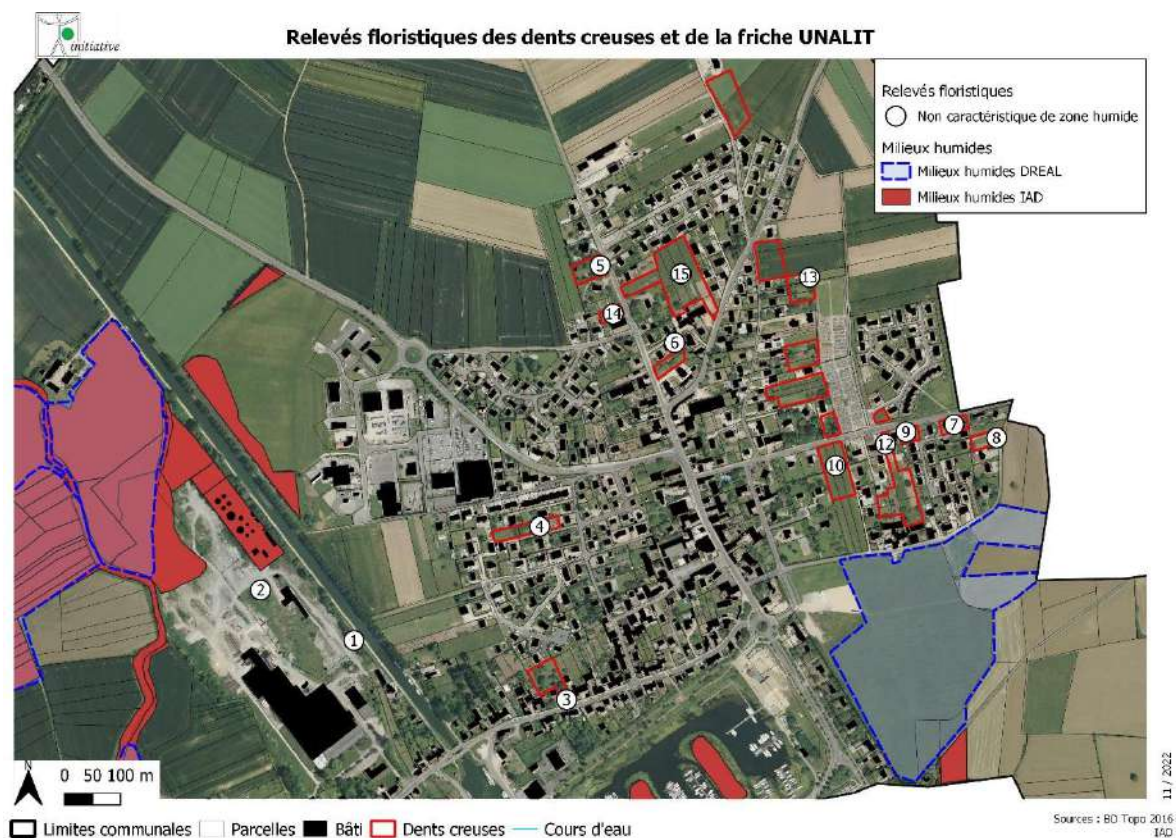 initiative
Relevés floristiques des dents creuses et de la friche UNALIT
Relevés floristiques
Non caractéristique de zone humide
Milieux humides
Milieux humides DREAL
Milieux humides IAD
5
15
13
14
6
7
9
8
12
10
4
2
1
3
N
0 50 100 m
11 / 2022
Limites communales Parcelles Bâti Dents creuses Cours d'eau
Sources : BD Topo 2016
IAD